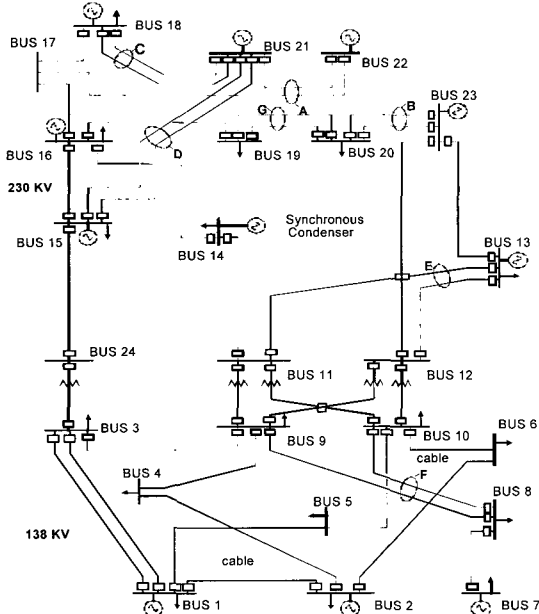 BUS 18
BUS 17
C
BUS 21
BUS 22
BUS 23
B
G
A
D
BUS 16
BUS 19
BUS 20
230 KV
BUS 15
BUS 14
Synchronous
Condenser
BUS 13
E
BUS 24
BUS 11
BUS 12
BUS 3
BUS 9
BUS 10
BUS 6
cable
BUS 4
F
BUS 8
BUS 5
138 KV
cable
BUS 1
BUS 2
BUS 7